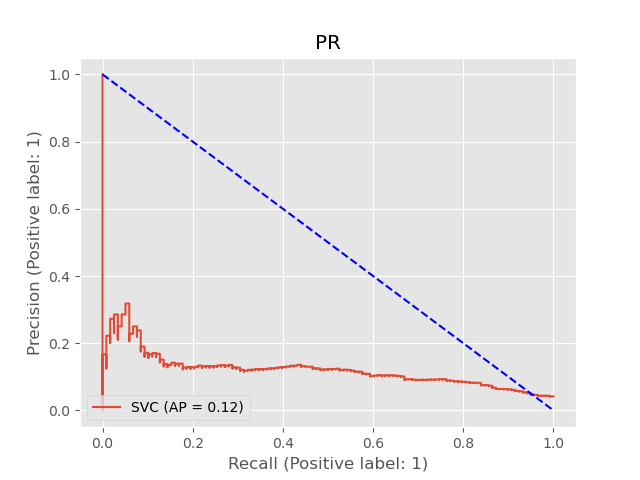 PR
Precision (Positive label: 1)
1.0
0.8
0.6
0.4
0.2
0.0
SVC (AP = 0.12)
0.0 0.2 0.4 0.6 0.8 1.0
Recall (Positive label: 1)